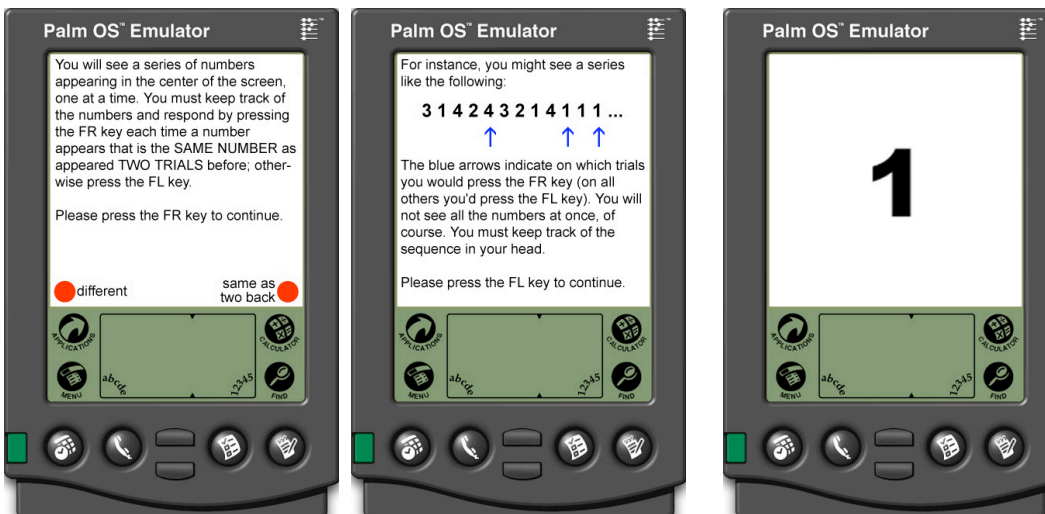 Palm OS™ Emulator
You will see a series of numbers
appearing in the center of the screen,
one at a time. You must keep track of
the numbers and respond by pressing
the FR key each time a number
appears that is the SAME NUMBER as
appeared TWO TRIALS before; other-
wise press the FL key.
Please press the FR key to continue.
different
same as
two back
APPLICATIONS
CALCULATOR
MENU
abcde
12345
FIND
Palm OS™ Emulator
For instance, you might see a series
like the following:
3 1 4 2 4 3 2 1 4 1 1 1 ...
The blue arrows indicate on which trials
you would press the FR key (on all
others you'd press the FL key). You will
not see all the numbers at once, of
course. You must keep track of the
sequence in your head.
Please press the FL key to continue.
APPLICATIONS
CALCULATOR
MENU
abcde
12345
FIND
Palm OS™ Emulator
1
APPLICATIONS
CALCULATOR
MENU
abcde
12345
FIND